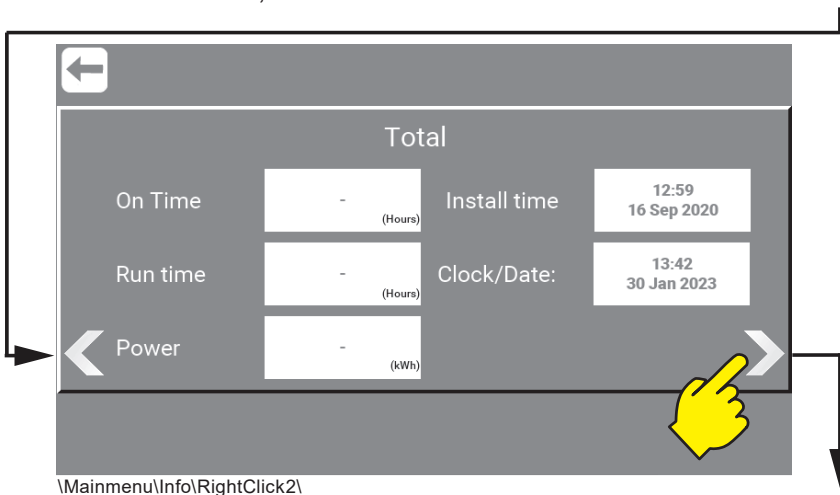 Total
On Time
-
(Hours)
Install time
12:59
16 Sep 2020
Run time
-
(Hours)
Clock/Date:
13:42
30 Jan 2023
Power
-
(kWh)
\Mainmenu\Info\RightClick2\